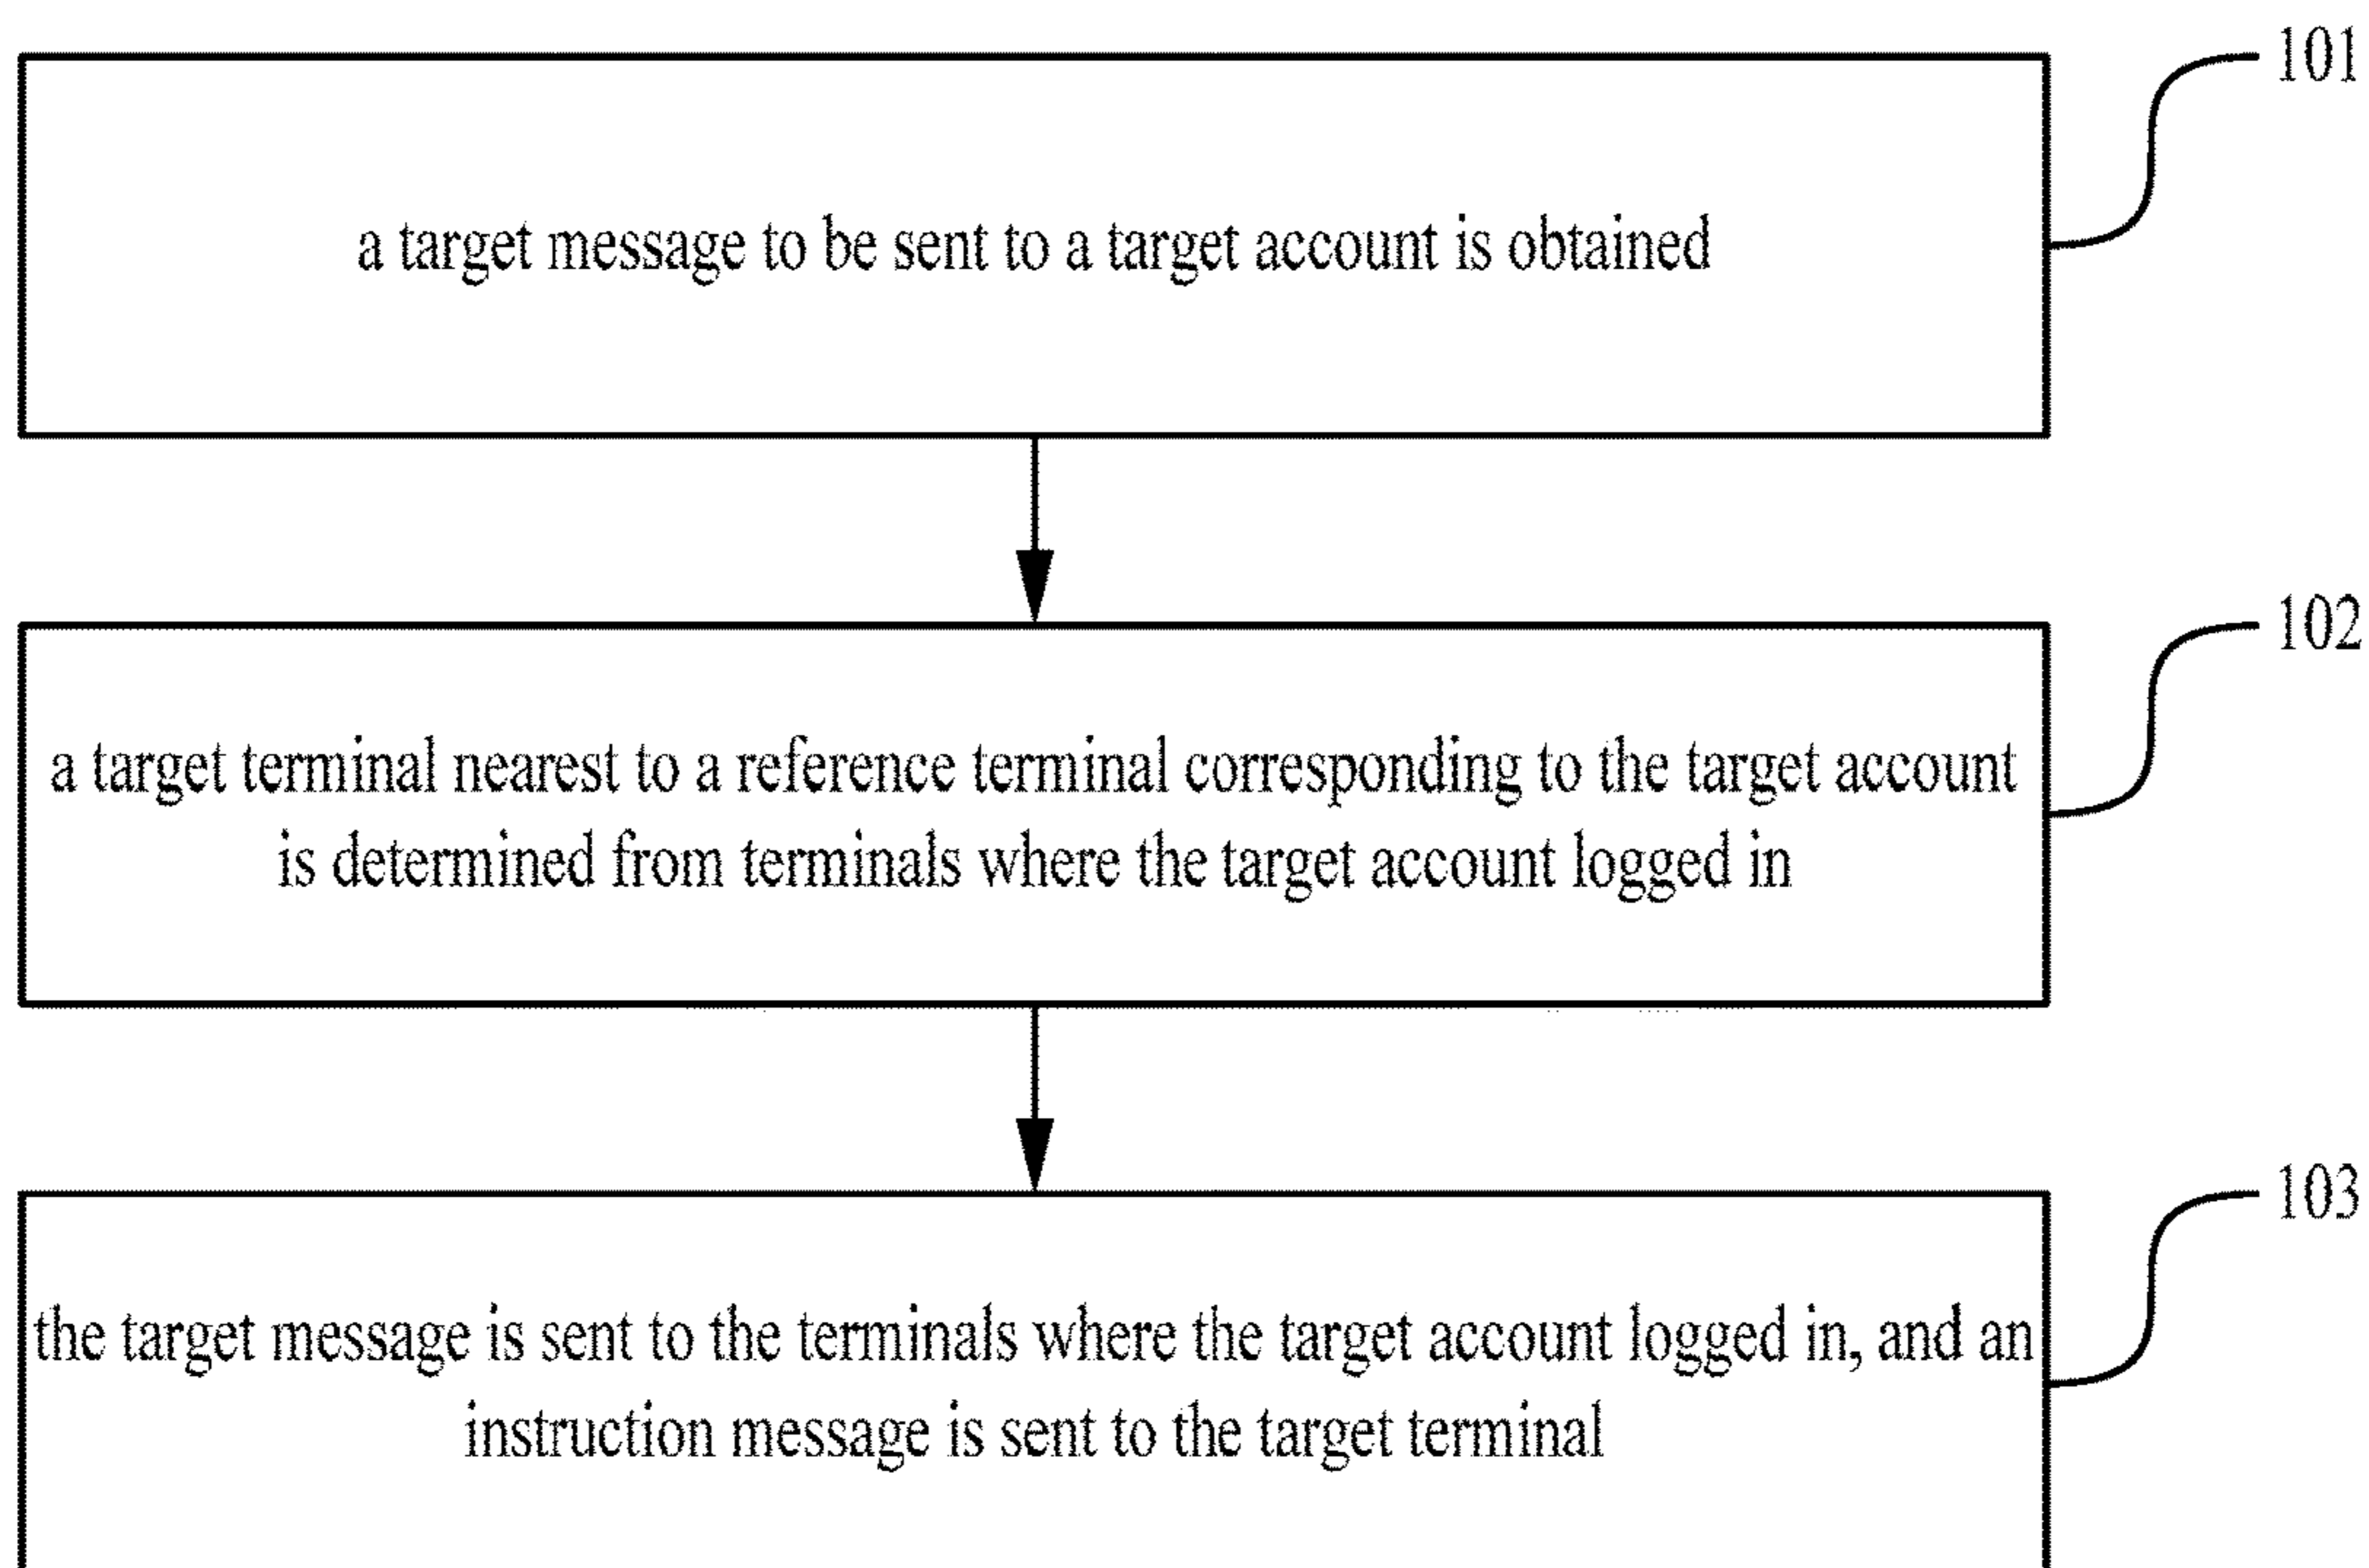 101
a target message to be sent to a target account is obtained
102
a target terminal nearest to a reference terminal corresponding to the target account
is determined from terminals where the target account logged in
103
the target message is sent to the terminals where the target account logged in, and an
instruction message is sent to the target terminal